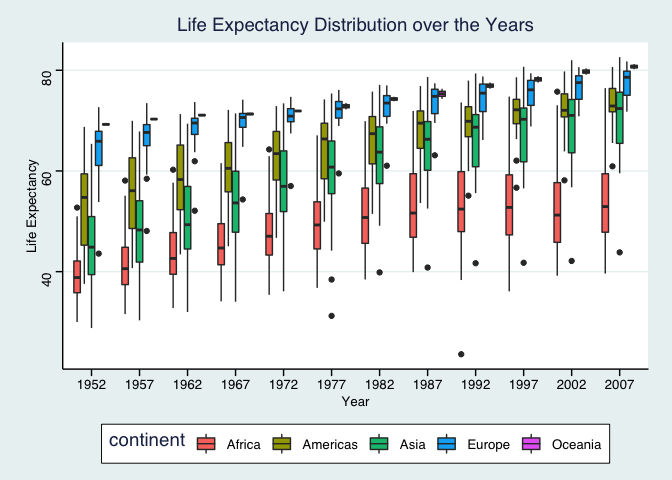 Life Expectancy Distribution over the Years
Life Expectancy
80
60
40
1952 1957 1962 1967 1972 1977 1982 1987 1992 1997 2002 2007
Year
continent Africa Americas Asia Europe Oceania